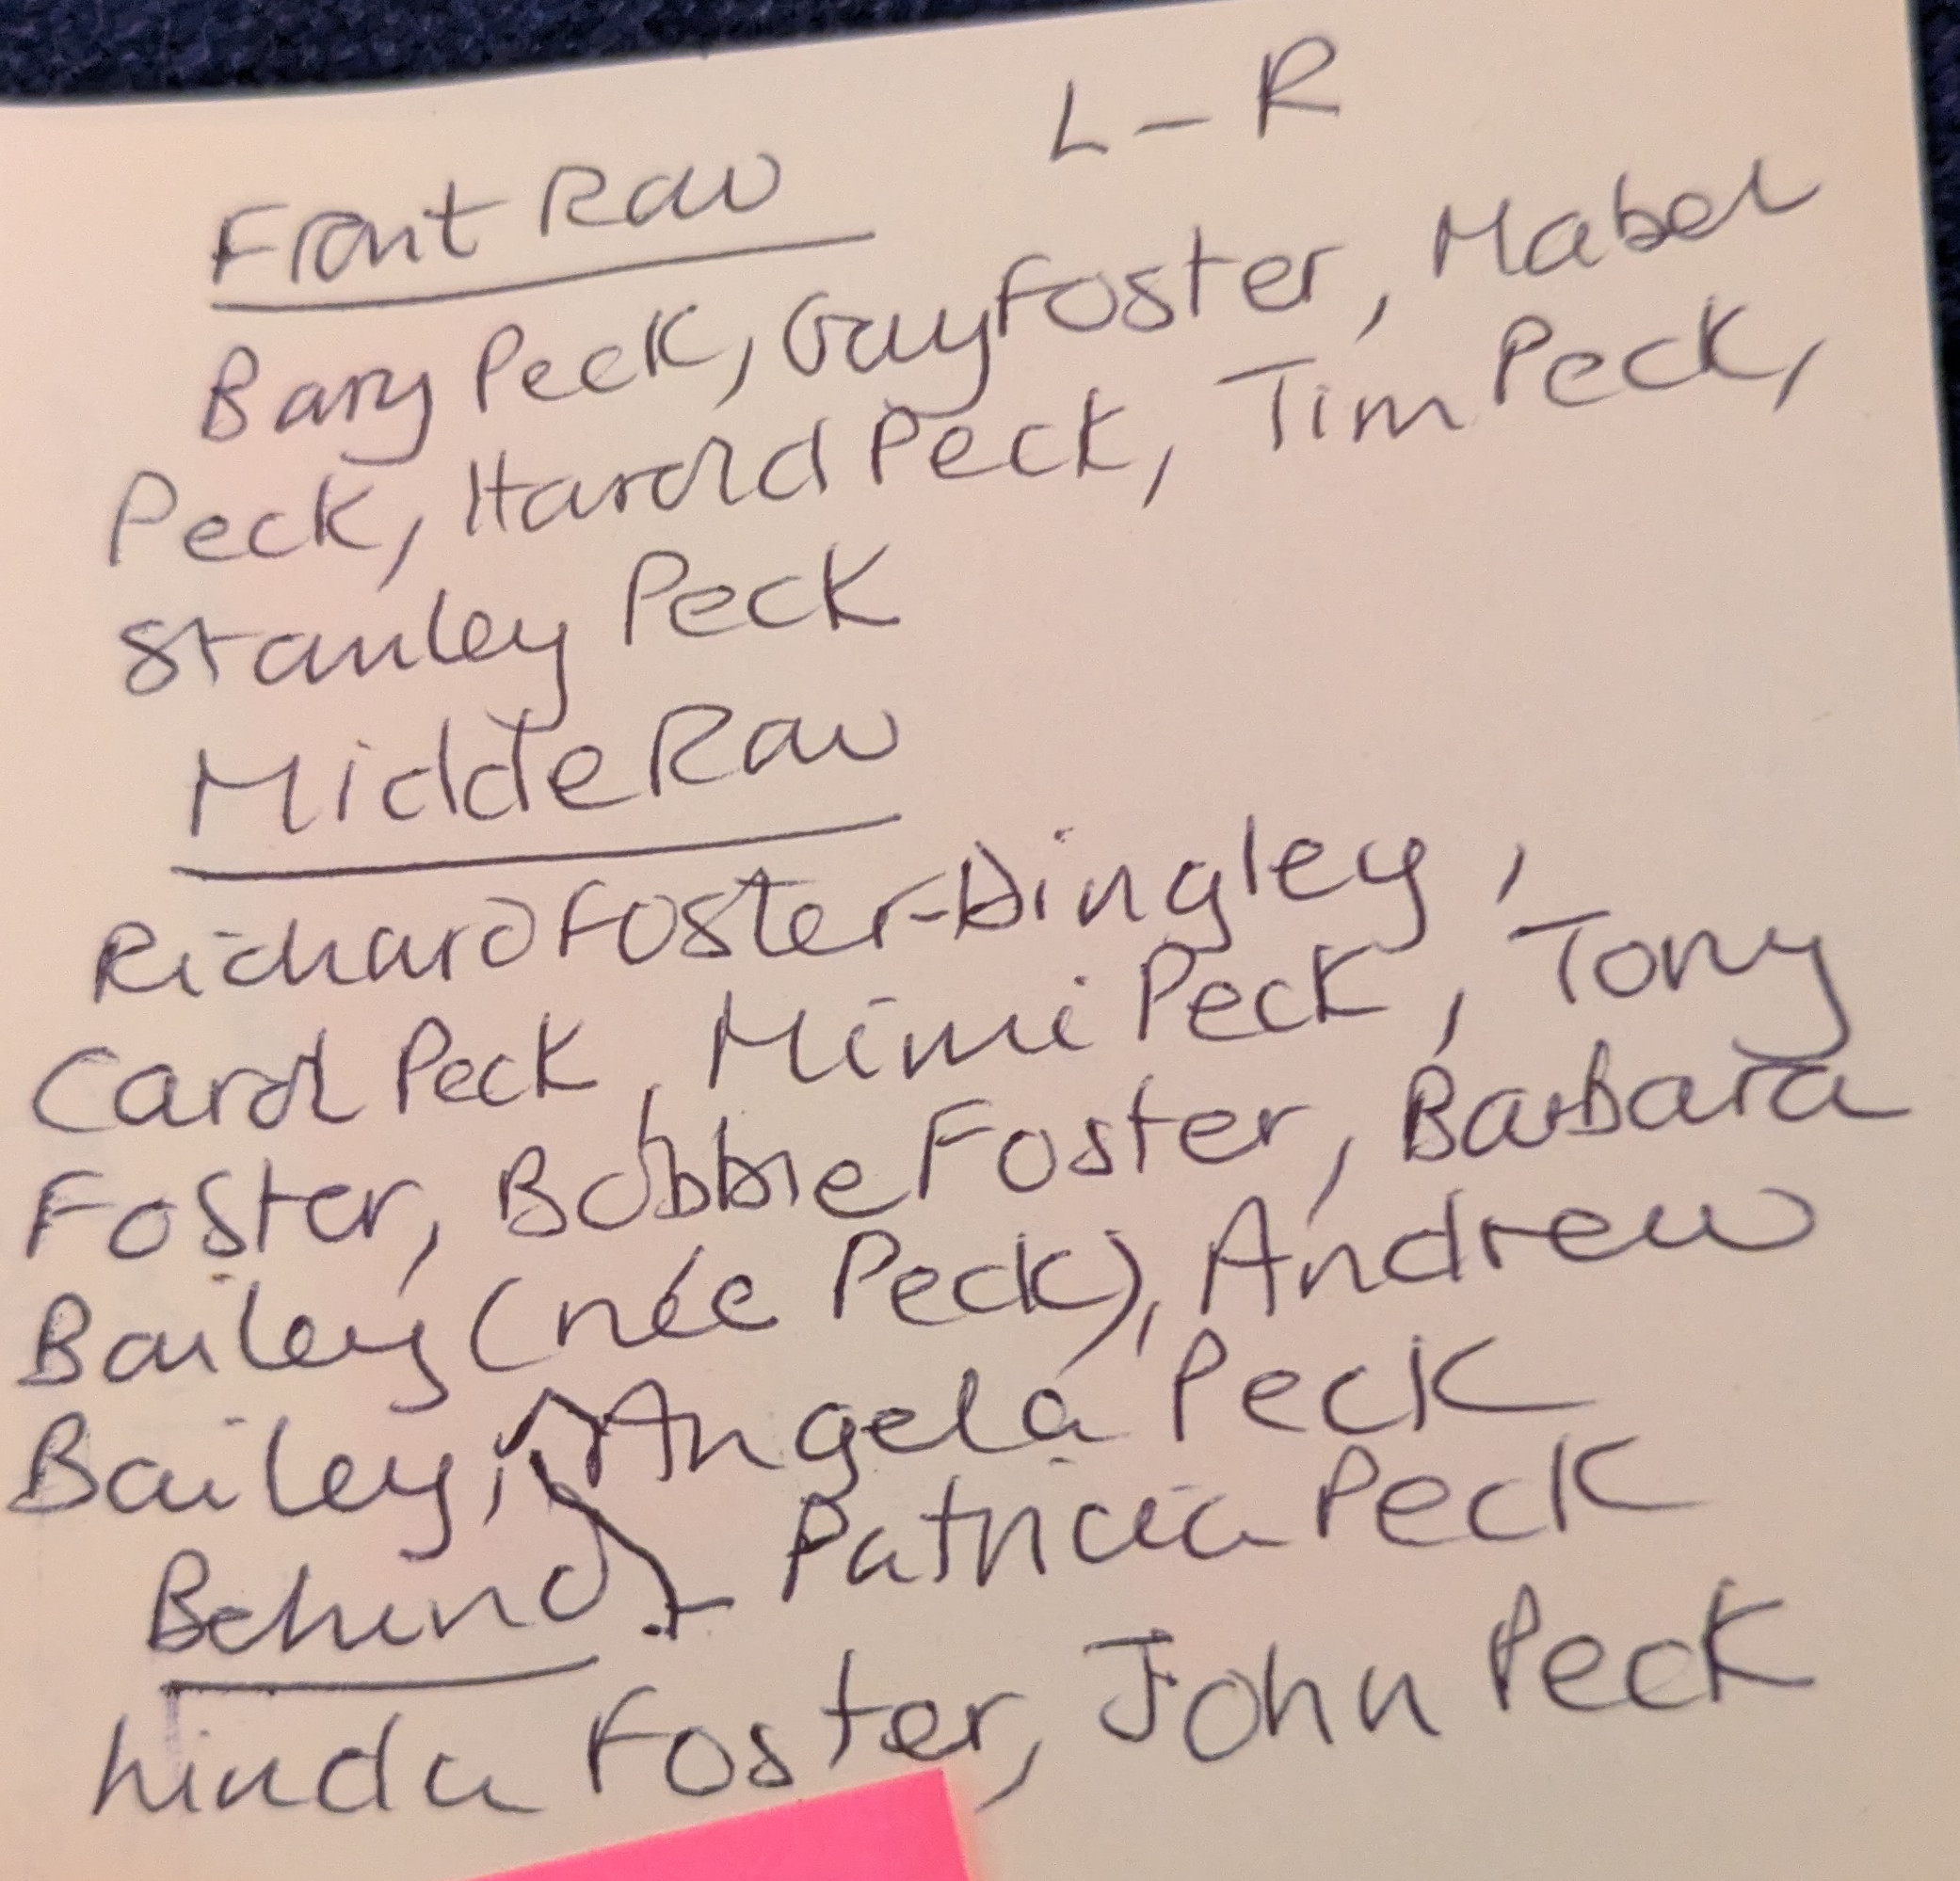 L - R
Front Row
Barry Peck, Guy Foster, Mabel
Peck, Harold Peck, Tim Peck,
Stanley Peck
Middle Row
Richard Foster-Dingley,
Carol Peck, Mimi Peck, Tony
Foster, Bobbie Foster, Barbara
Bailey (née Peck), Andrew
Bailey, Angela Peck
Behind - Patricia Peck
Linda Foster, John Peck